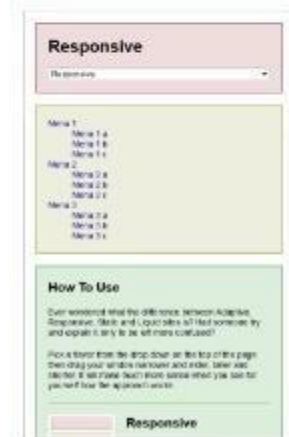 Responsive
Responsive
Menu 1
Menu 1 a
Menu 1 b
Menu 1 c
Menu 2
Menu 2 a
Menu 2 b
Menu 2 c
Menu 3
Menu 3 a
Menu 3 b
Menu 3 c
How To Use
Ever wondered what the difference between Adaptive,
Responsive, Static and Liquid sites is? Had someone try
and explain it only to be left more confused?
Pick a flavor from the drop down on the top of the page
then drag your window narrower and wider, taller and
shorter. It will make much more sense when you see for
yourself how the approach works.
Responsive